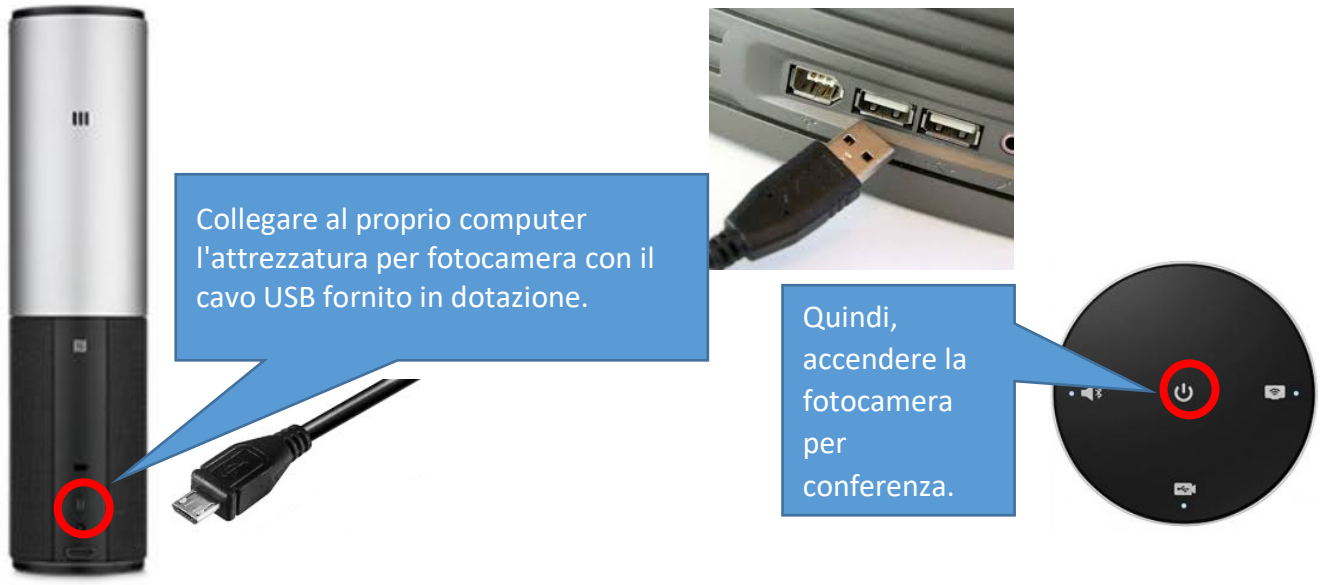 Collegare al proprio computer
l'attrezzatura per fotocamera con il
cavo USB fornito in dotazione.
Quindi,
accendere la
fotocamera
per
conferenza.